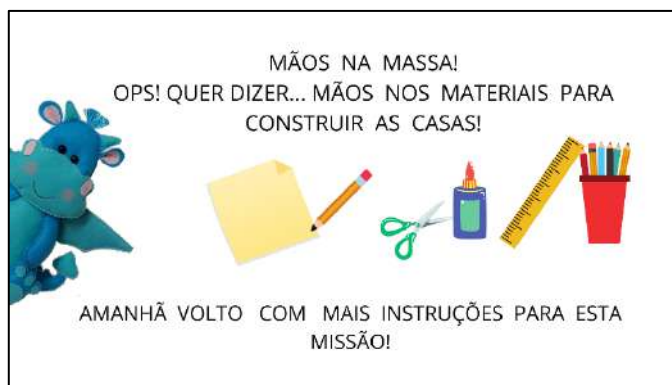 MÃOS NA MASSA!
OPS! QUER DIZER... MÃOS NOS MATERIAIS PARA
CONSTRUIR AS CASAS!
AMANHÃ VOLTO COM MAIS INSTRUÇÕES PARA ESTA
MISSÃO!